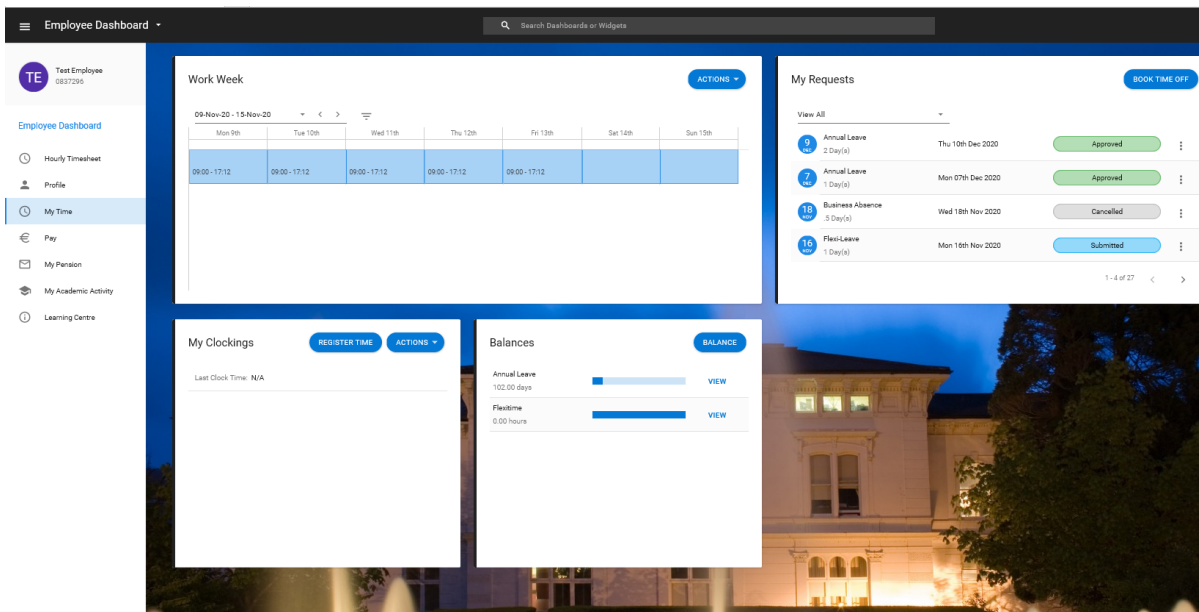 Employee Dashboard
Search Dashboards or Widgets
TE
Test Employee
0837296
Employee Dashboard
Hourly Timesheet
Profile
My Time
Pay
My Pension
My Academic Activity
Learning Centre
Work Week
ACTIONS
09-Nov-20 - 15-Nov-20
Mon 9th Tue 10th Wed 11th Thu 12th Fri 13th Sat 14th Sun 15th
09:00 - 17:12 09:00 - 17:12 09:00 - 17:12 09:00 - 17:12 09:00 - 17:12
My Requests
BOOK TIME OFF
View All
9 DEC Annual Leave Thu 10th Dec 2020 Approved
2 Day(s)
7 DEC Annual Leave Mon 07th Dec 2020 Approved
1 Day(s)
18 NOV Business Absence Wed 18th Nov 2020 Cancelled
.5 Day(s)
16 NOV Flexi-Leave Mon 16th Nov 2020 Submitted
1 Day(s)
1 - 4 of 27
My Clockings
REGISTER TIME
ACTIONS
Last Clock Time: N/A
Balances
BALANCE
Annual Leave
102.00 days
VIEW
Flexitime
0.00 hours
VIEW